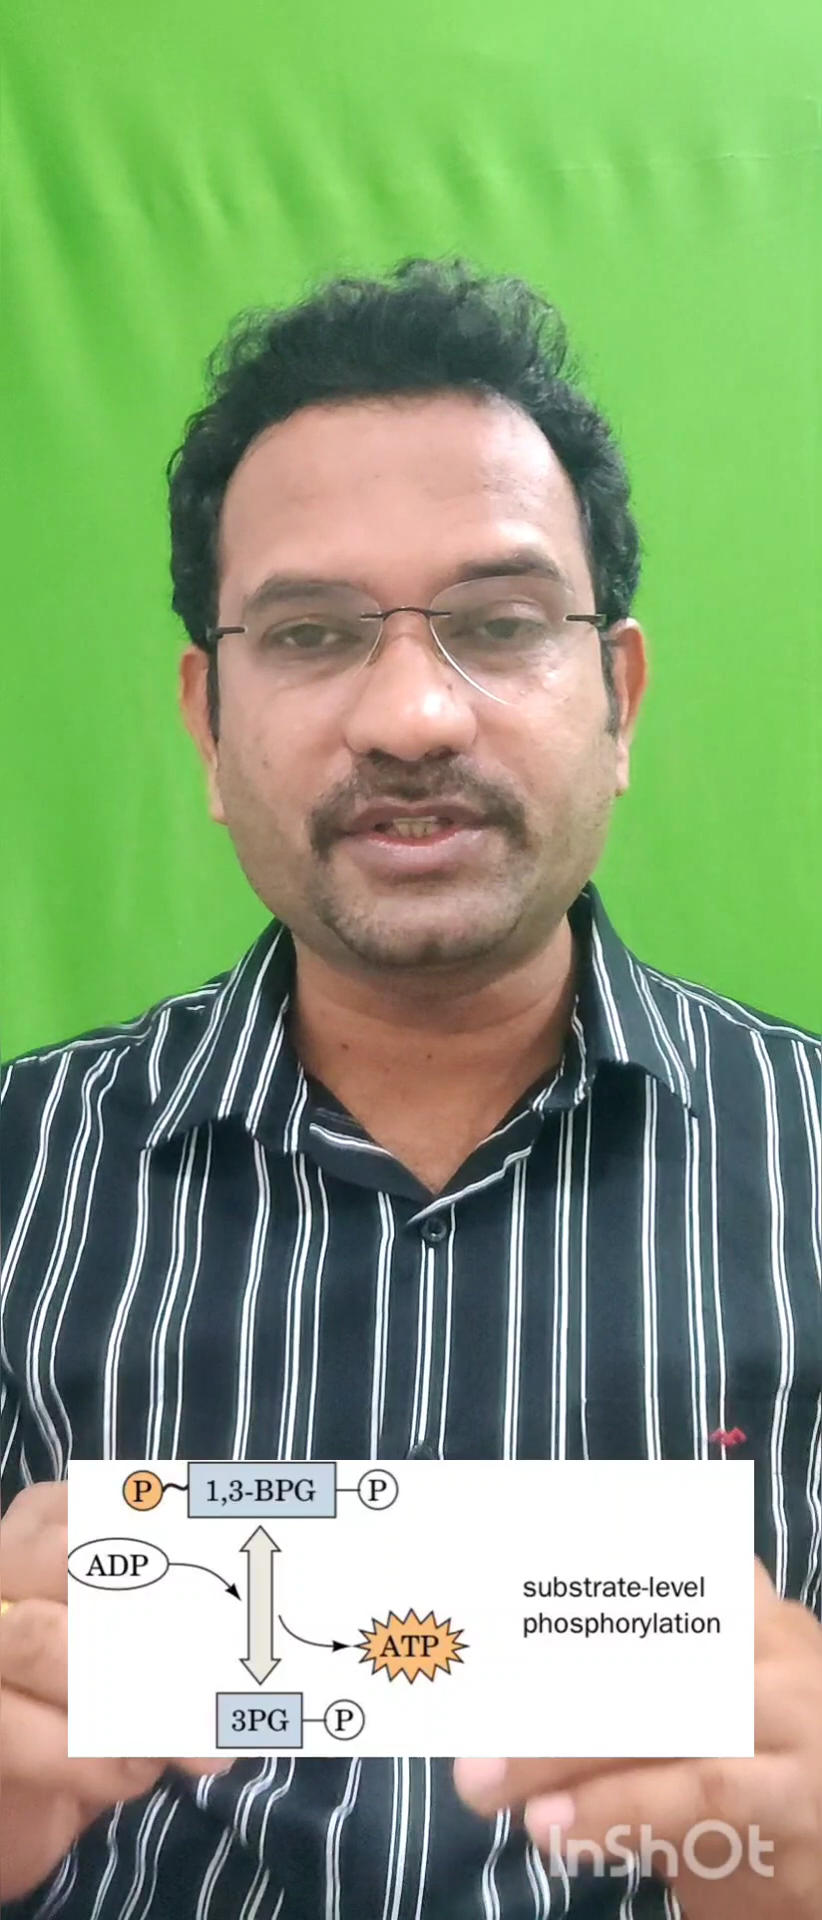 P 1,3-BPG P
ADP
substrate-level
phosphorylation
ATP
3PG P
InShOt